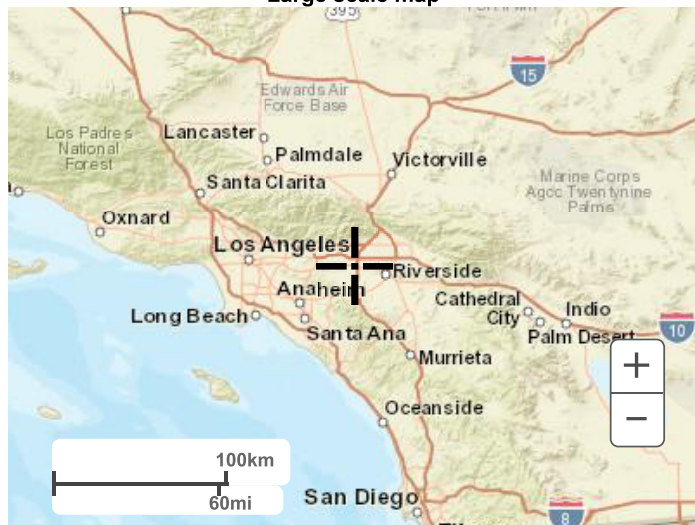 Large scale map
395
15
Edwards Air
Force Base
Los Padres
National
Forest
Lancaster
Palmdale
Victorville
Santa Clarita
Marine Corps
Agcc Twentynine
Palms
Oxnard
Los Angeles
Riverside
Anaheim
Cathedral
City
Indio
Long Beach
Santa Ana
Palm Desert
10
Murrieta
+
Oceanside
−
100km
60mi
San Diego
8